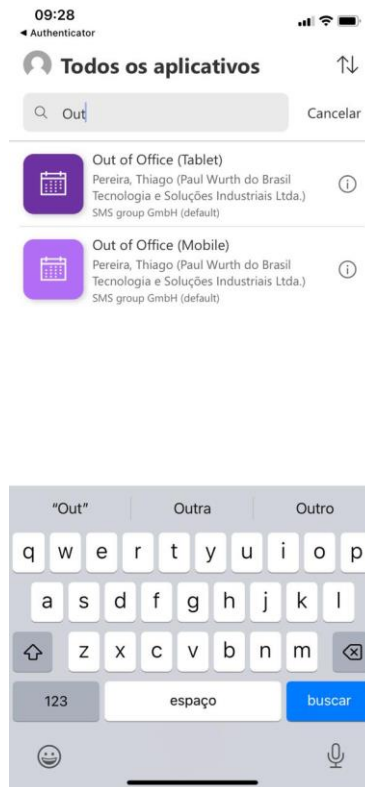 09:28
◀ Authenticator
Todos os aplicativos
Out
Cancelar
Out of Office (Tablet)
Pereira, Thiago (Paul Wurth do Brasil
Tecnologia e Soluções Industriais Ltda.)
SMS group GmbH (default)
Out of Office (Mobile)
Pereira, Thiago (Paul Wurth do Brasil
Tecnologia e Soluções Industriais Ltda.)
SMS group GmbH (default)
“Out” Outra Outro
q w e r t y u i o p
a s d f g h j k l
z x c v b n m
123 espaço buscar